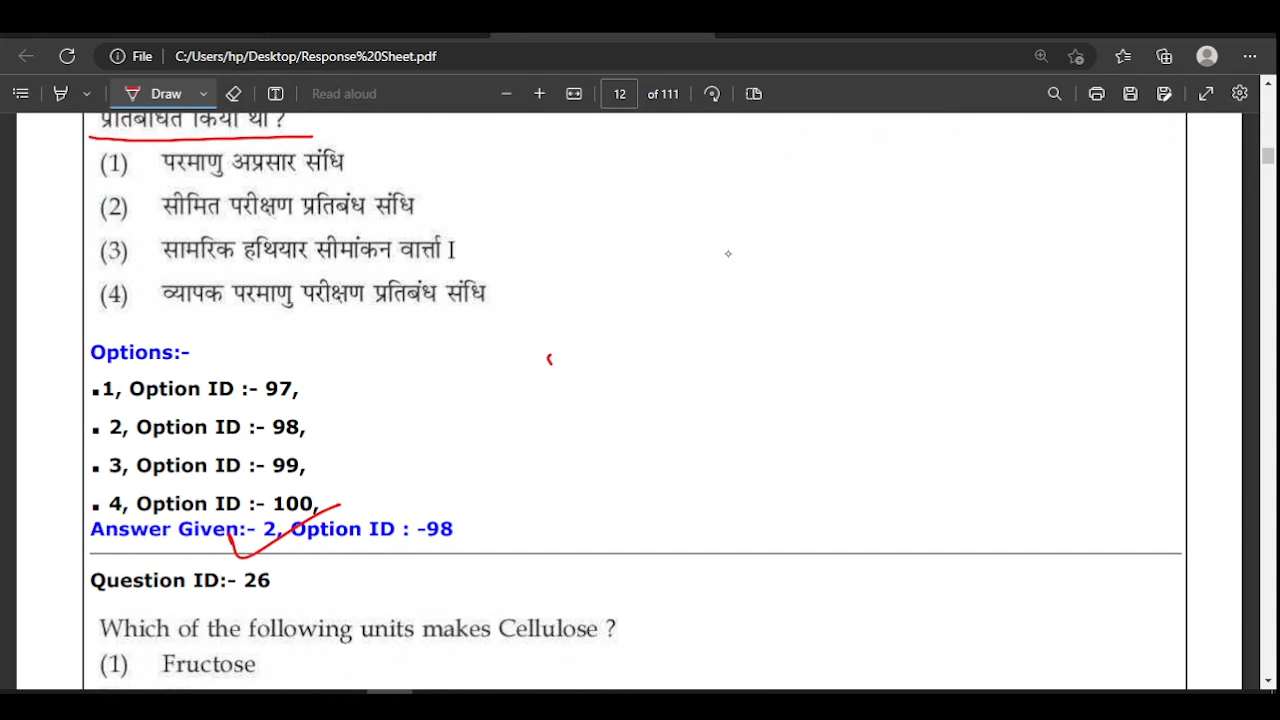 File C:/Users/hp/Desktop/Response%20Sheet.pdf
Draw Read aloud 12 of 111
प्रतिबंधित किया था ?
(1) परमाणु अप्रसार संधि
(2) सीमित परीक्षण प्रतिबंध संधि
(3) सामरिक हथियार सीमांकन वार्त्ता I
(4) व्यापक परमाणु परीक्षण प्रतिबंध संधि
Options:-
1, Option ID :- 97,
2, Option ID :- 98,
3, Option ID :- 99,
4, Option ID :- 100,
Answer Given:- 2, Option ID : -98
Question ID:- 26
Which of the following units makes Cellulose ?
(1) Fructose